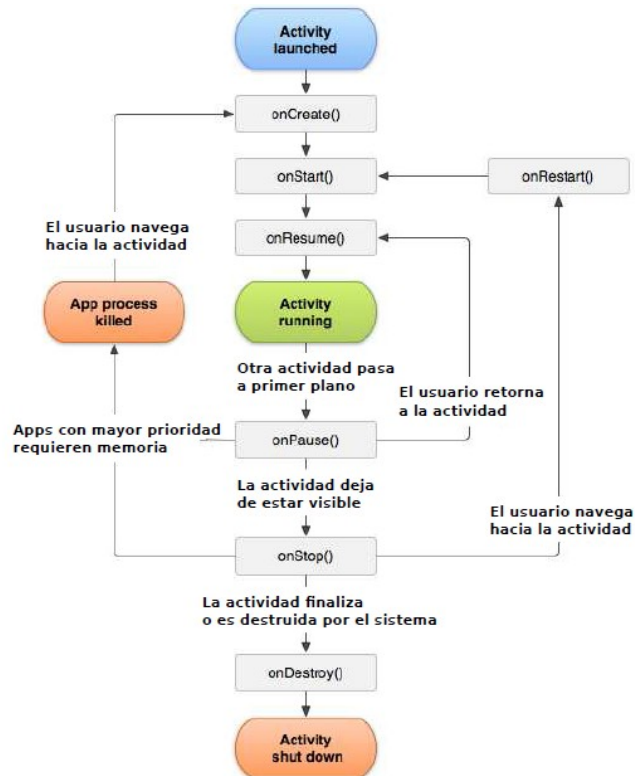 Activity
launched
onCreate()
onStart()
onRestart()
El usuario navega
hacia la actividad
onResume()
App process
killed
Activity
running
Otra actividad pasa
a primer plano
El usuario retorna
a la actividad
Apps con mayor prioridad
requieren memoria
onPause()
La actividad deja
de estar visible
El usuario navega
hacia la actividad
onStop()
La actividad finaliza
o es destruida por el sistema
onDestroy()
Activity
shut down